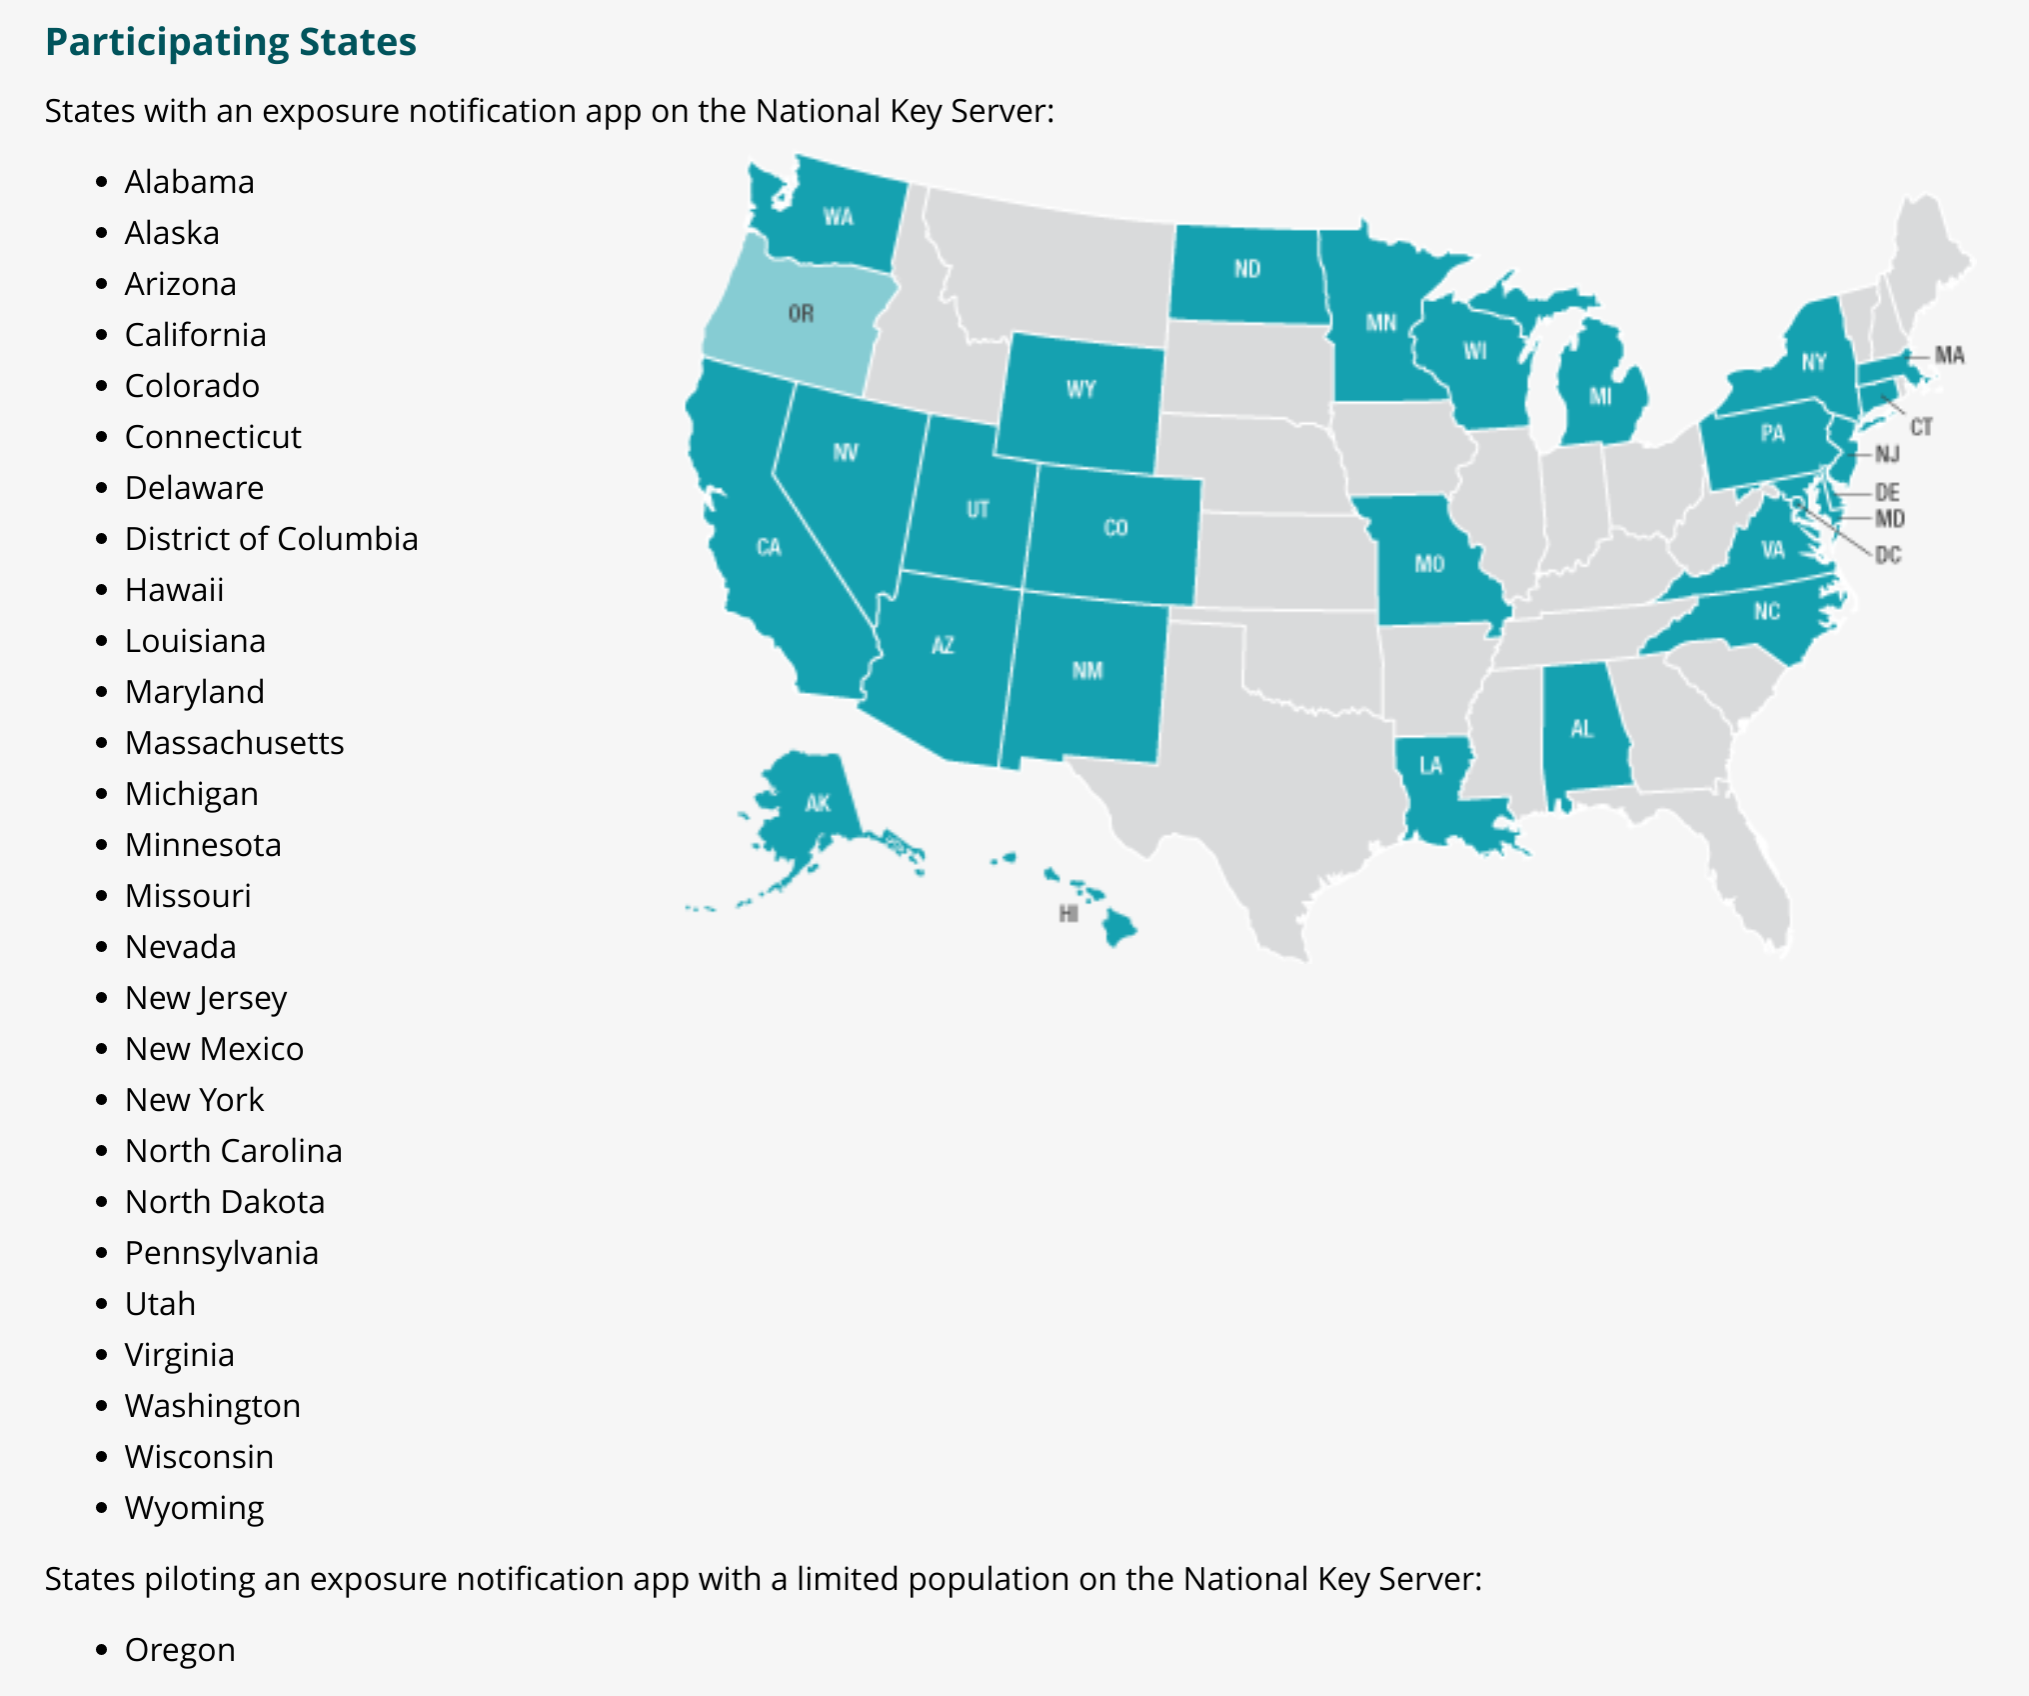 Participating States
States with an exposure notification app on the National Key Server:
Alabama
Alaska
Arizona
California
Colorado
Connecticut
Delaware
District of Columbia
Hawaii
Louisiana
Maryland
Massachusetts
Michigan
Minnesota
Missouri
Nevada
New Jersey
New Mexico
New York
North Carolina
North Dakota
Pennsylvania
Utah
Virginia
Washington
Wisconsin
Wyoming
WA
ND
OR
MN
WI
MI
NY
MA
WY
CT
PA
NV
NJ
DE
UT
MD
CO
CA
VA
DC
MO
NC
AZ
NM
AL
LA
AK
HI
States piloting an exposure notification app with a limited population on the National Key Server:
Oregon